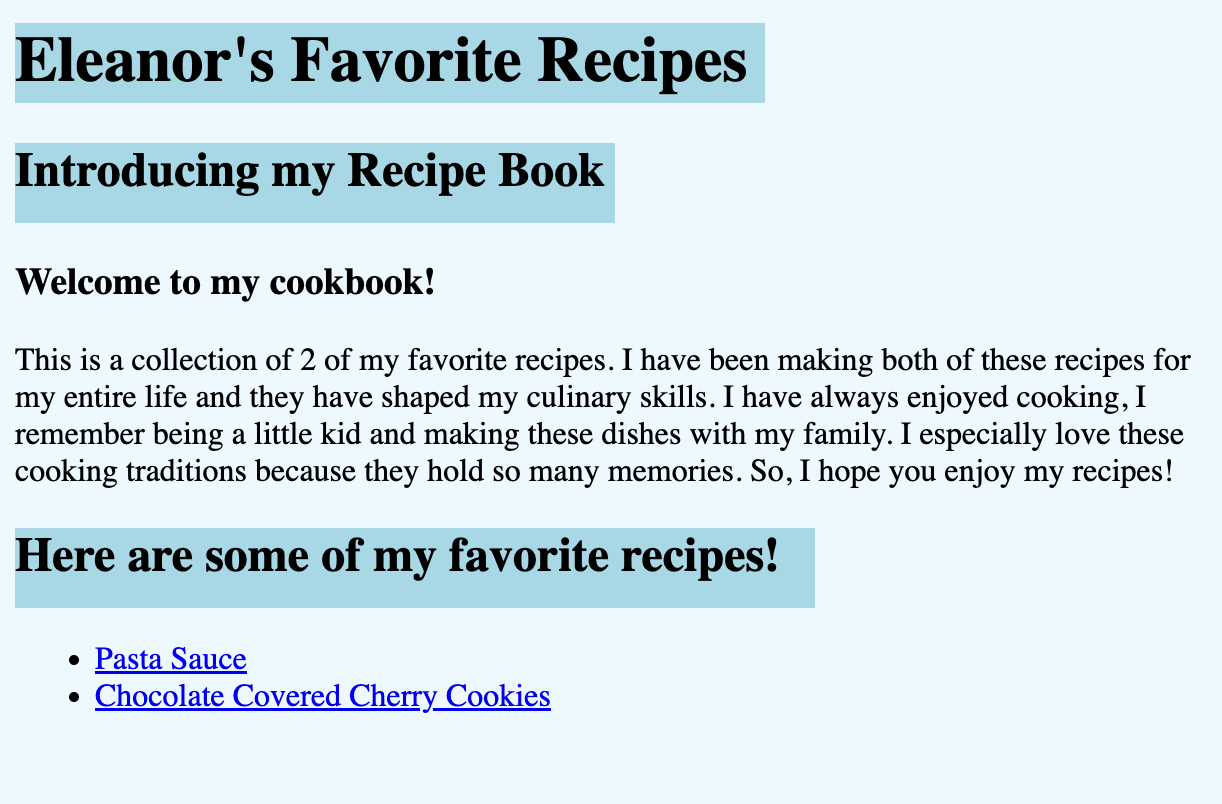 Eleanor's Favorite Recipes
Introducing my Recipe Book
Welcome to my cookbook!
This is a collection of 2 of my favorite recipes. I have been making both of these recipes for
my entire life and they have shaped my culinary skills. I have always enjoyed cooking, I
remember being a little kid and making these dishes with my family. I especially love these
cooking traditions because they hold so many memories. So, I hope you enjoy my recipes!
Here are some of my favorite recipes!
• Pasta Sauce
• Chocolate Covered Cherry Cookies